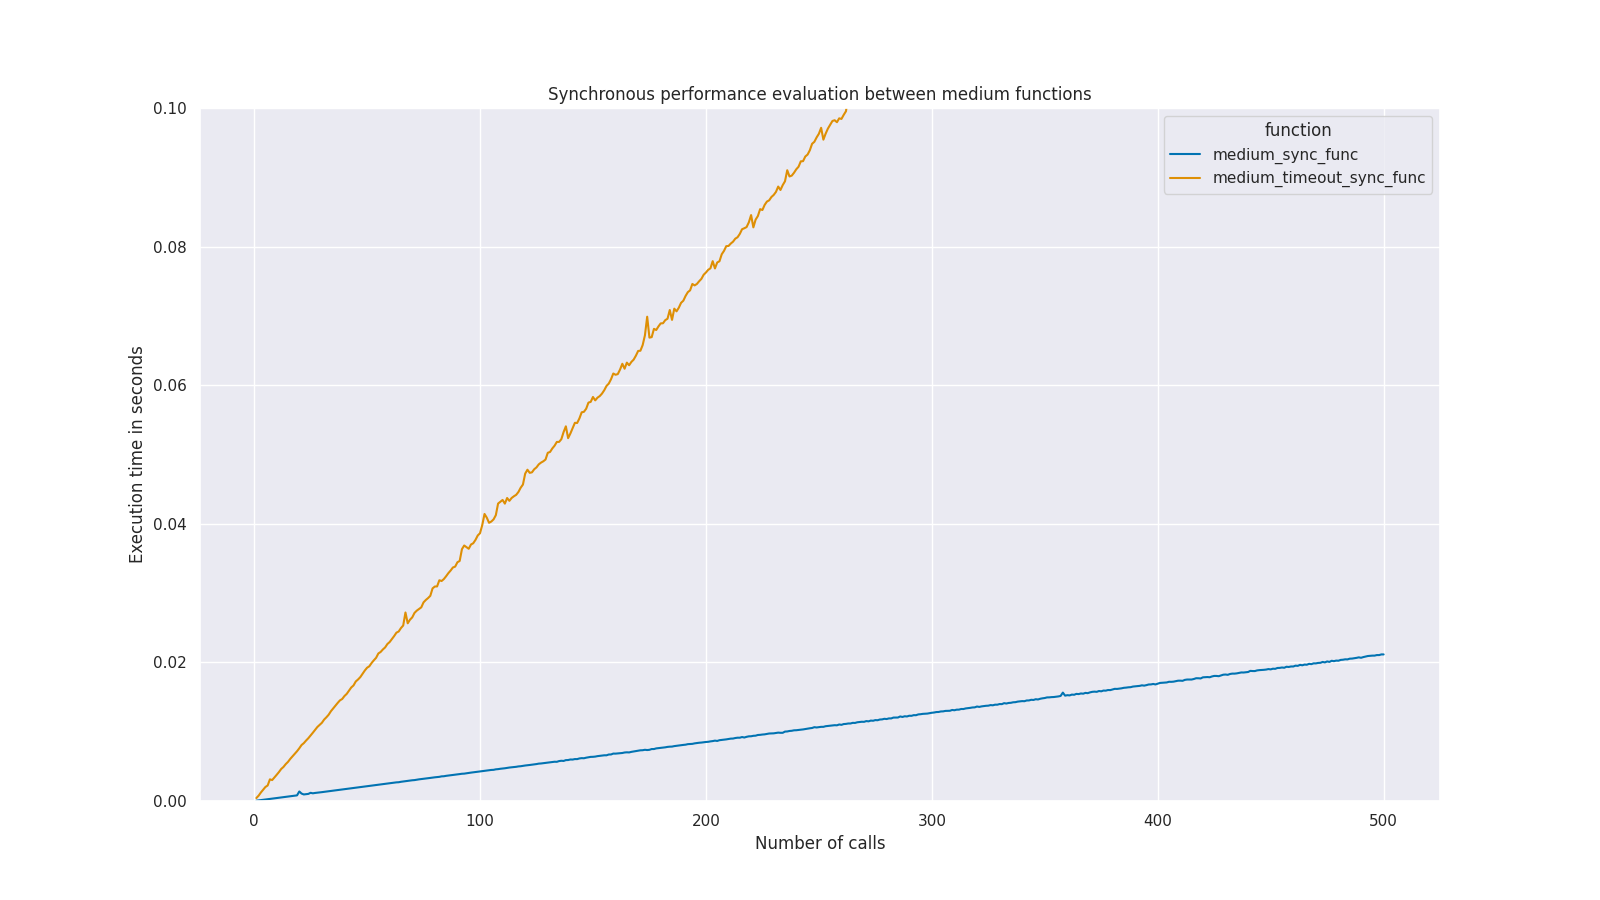 Synchronous performance evaluation between medium functions
0.10
0.08
0.06
0.04
0.02
0.00
Execution time in seconds
0 100 200 300 400 500
Number of calls
function
medium_sync_func
medium_timeout_sync_func